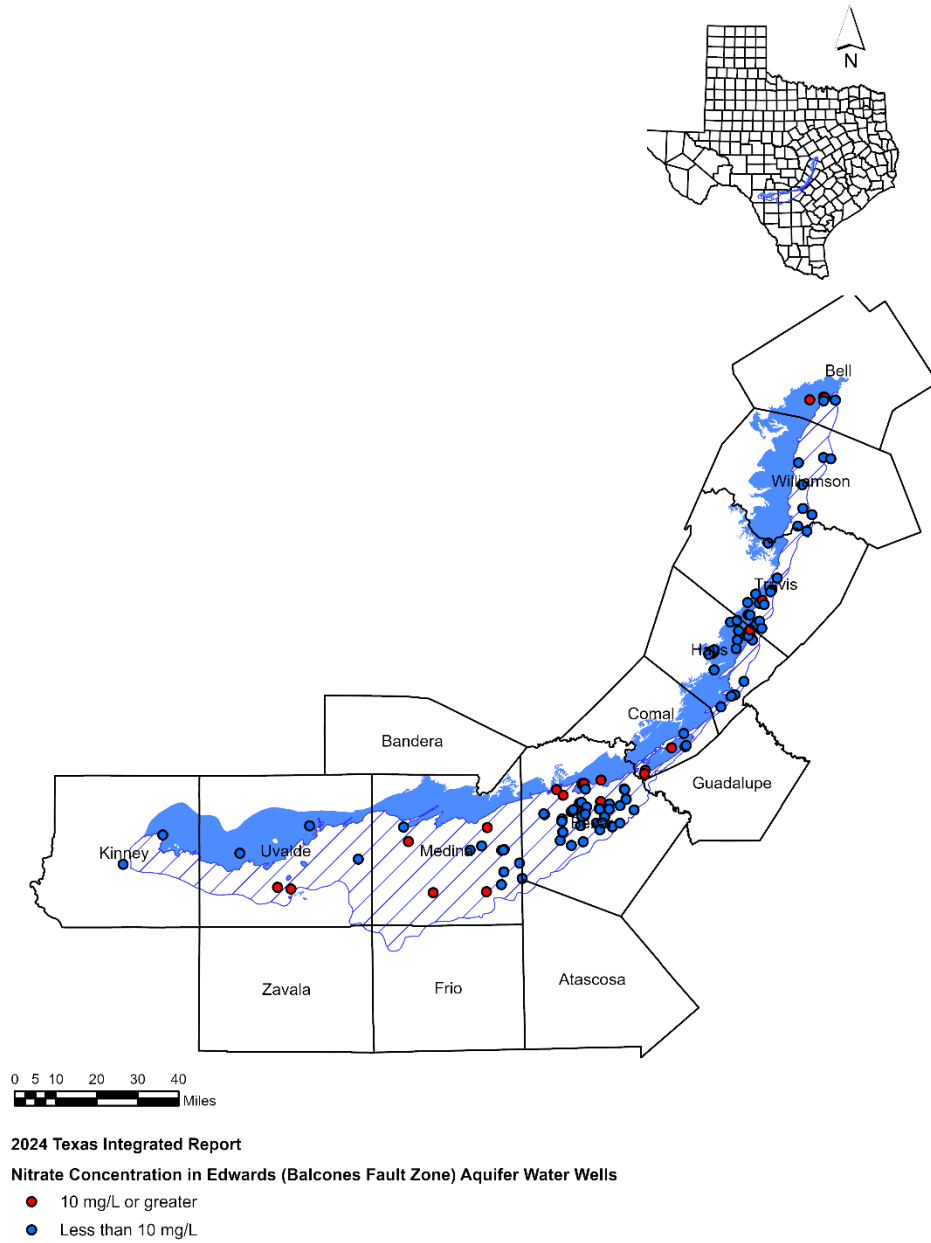 N
Bell
Williamson
Travis
Hays
Comal
Bandera
Guadalupe
Bexar
Kinney
Uvalde
Medina
Zavala
Frio
Atascosa
0 5 10 20 30 40
Miles
2024 Texas Integrated Report
Nitrate Concentration in Edwards (Balcones Fault Zone) Aquifer Water Wells
10 mg/L or greater
Less than 10 mg/L